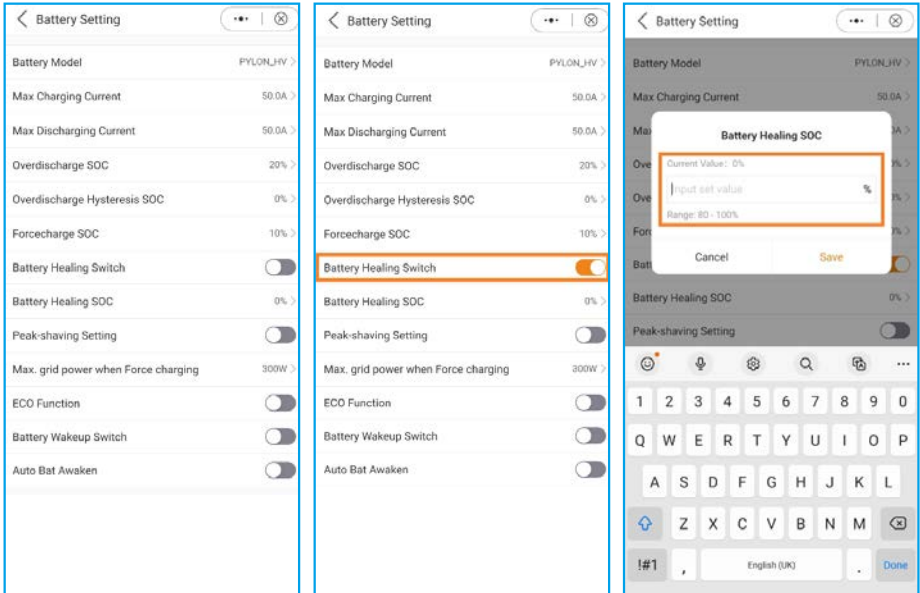 Battery Setting
Battery Model PYLON_HV >
Max Charging Current 50.0A >
Max Discharging Current 50.0A >
Overdischarge SOC 20% >
Overdischarge Hysteresis SOC 0% >
Forcecharge SOC 10% >
Battery Healing Switch
Battery Healing SOC 0% >
Peak-shaving Setting
Max. grid power when Force charging 300W >
ECO Function
Battery Wakeup Switch
Auto Bat Awaken
Battery Setting
Battery Model PYLON_HV >
Max Charging Current 50.0A >
Max Discharging Current 50.0A >
Overdischarge SOC 20% >
Overdischarge Hysteresis SOC 0% >
Forcecharge SOC 10% >
Battery Healing Switch
Battery Healing SOC 0% >
Peak-shaving Setting
Max. grid power when Force charging 300W >
ECO Function
Battery Wakeup Switch
Auto Bat Awaken
Battery Setting
Battery Model PYLON_HV >
Max Charging Current 50.0A >
Battery Healing SOC
Current Value: 0%
Input set value %
Range: 80 - 100%
Cancel Save
Battery Healing SOC 0% >
Peak-shaving Setting
1 2 3 4 5 6 7 8 9 0
Q W E R T Y U I O P
A S D F G H J K L
Z X C V B N M
!#1 , English (UK) . Done